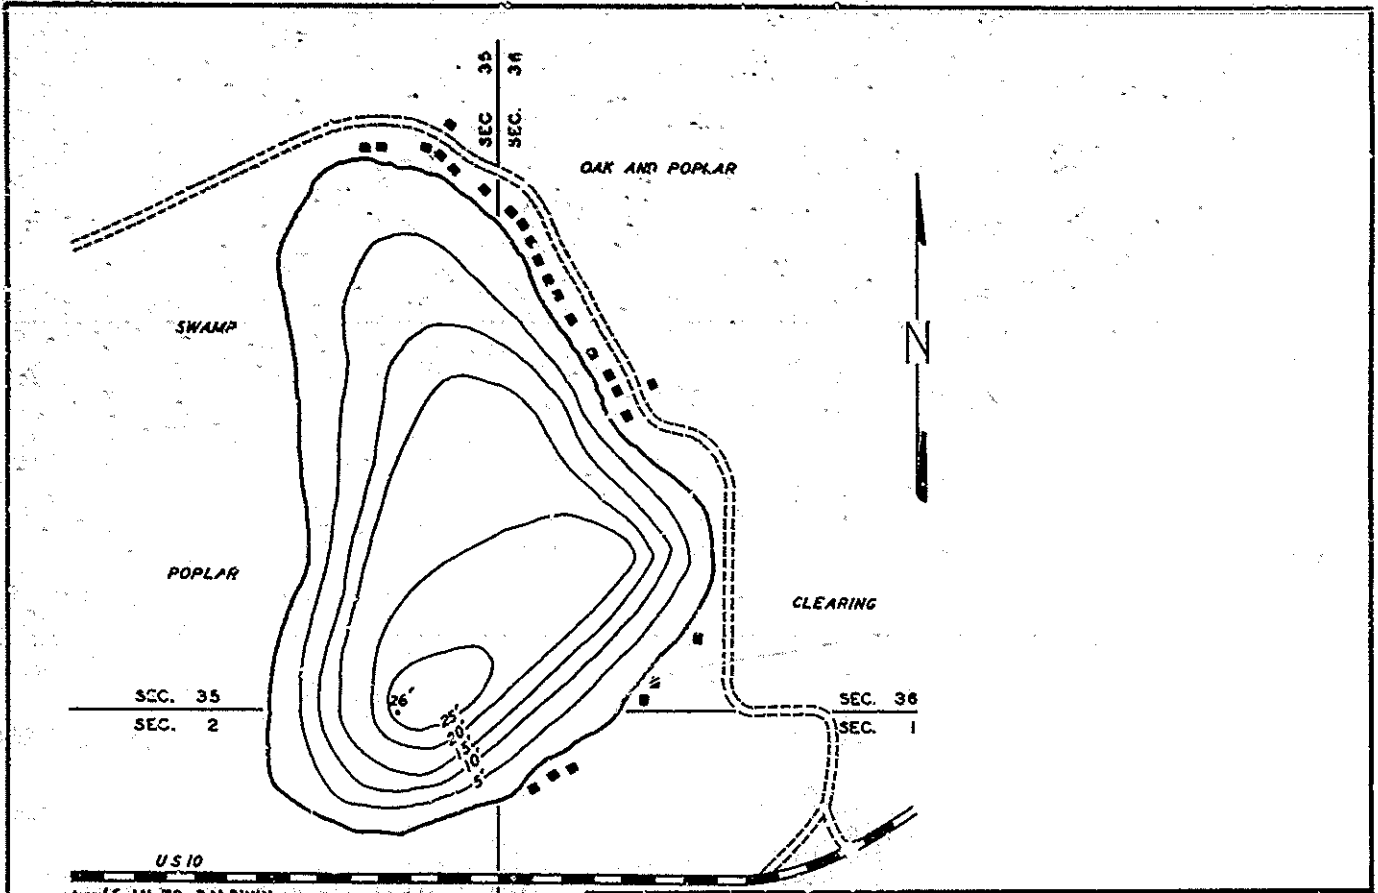 SEC 35
SEC. 36
OAK AND POPLAR
SWAMP
N
POPLAR
CLEARING
SEC. 35
SEC. 2
SEC. 36
SEC. 1
26'
25'
20'
15'
10'
5'
US 10